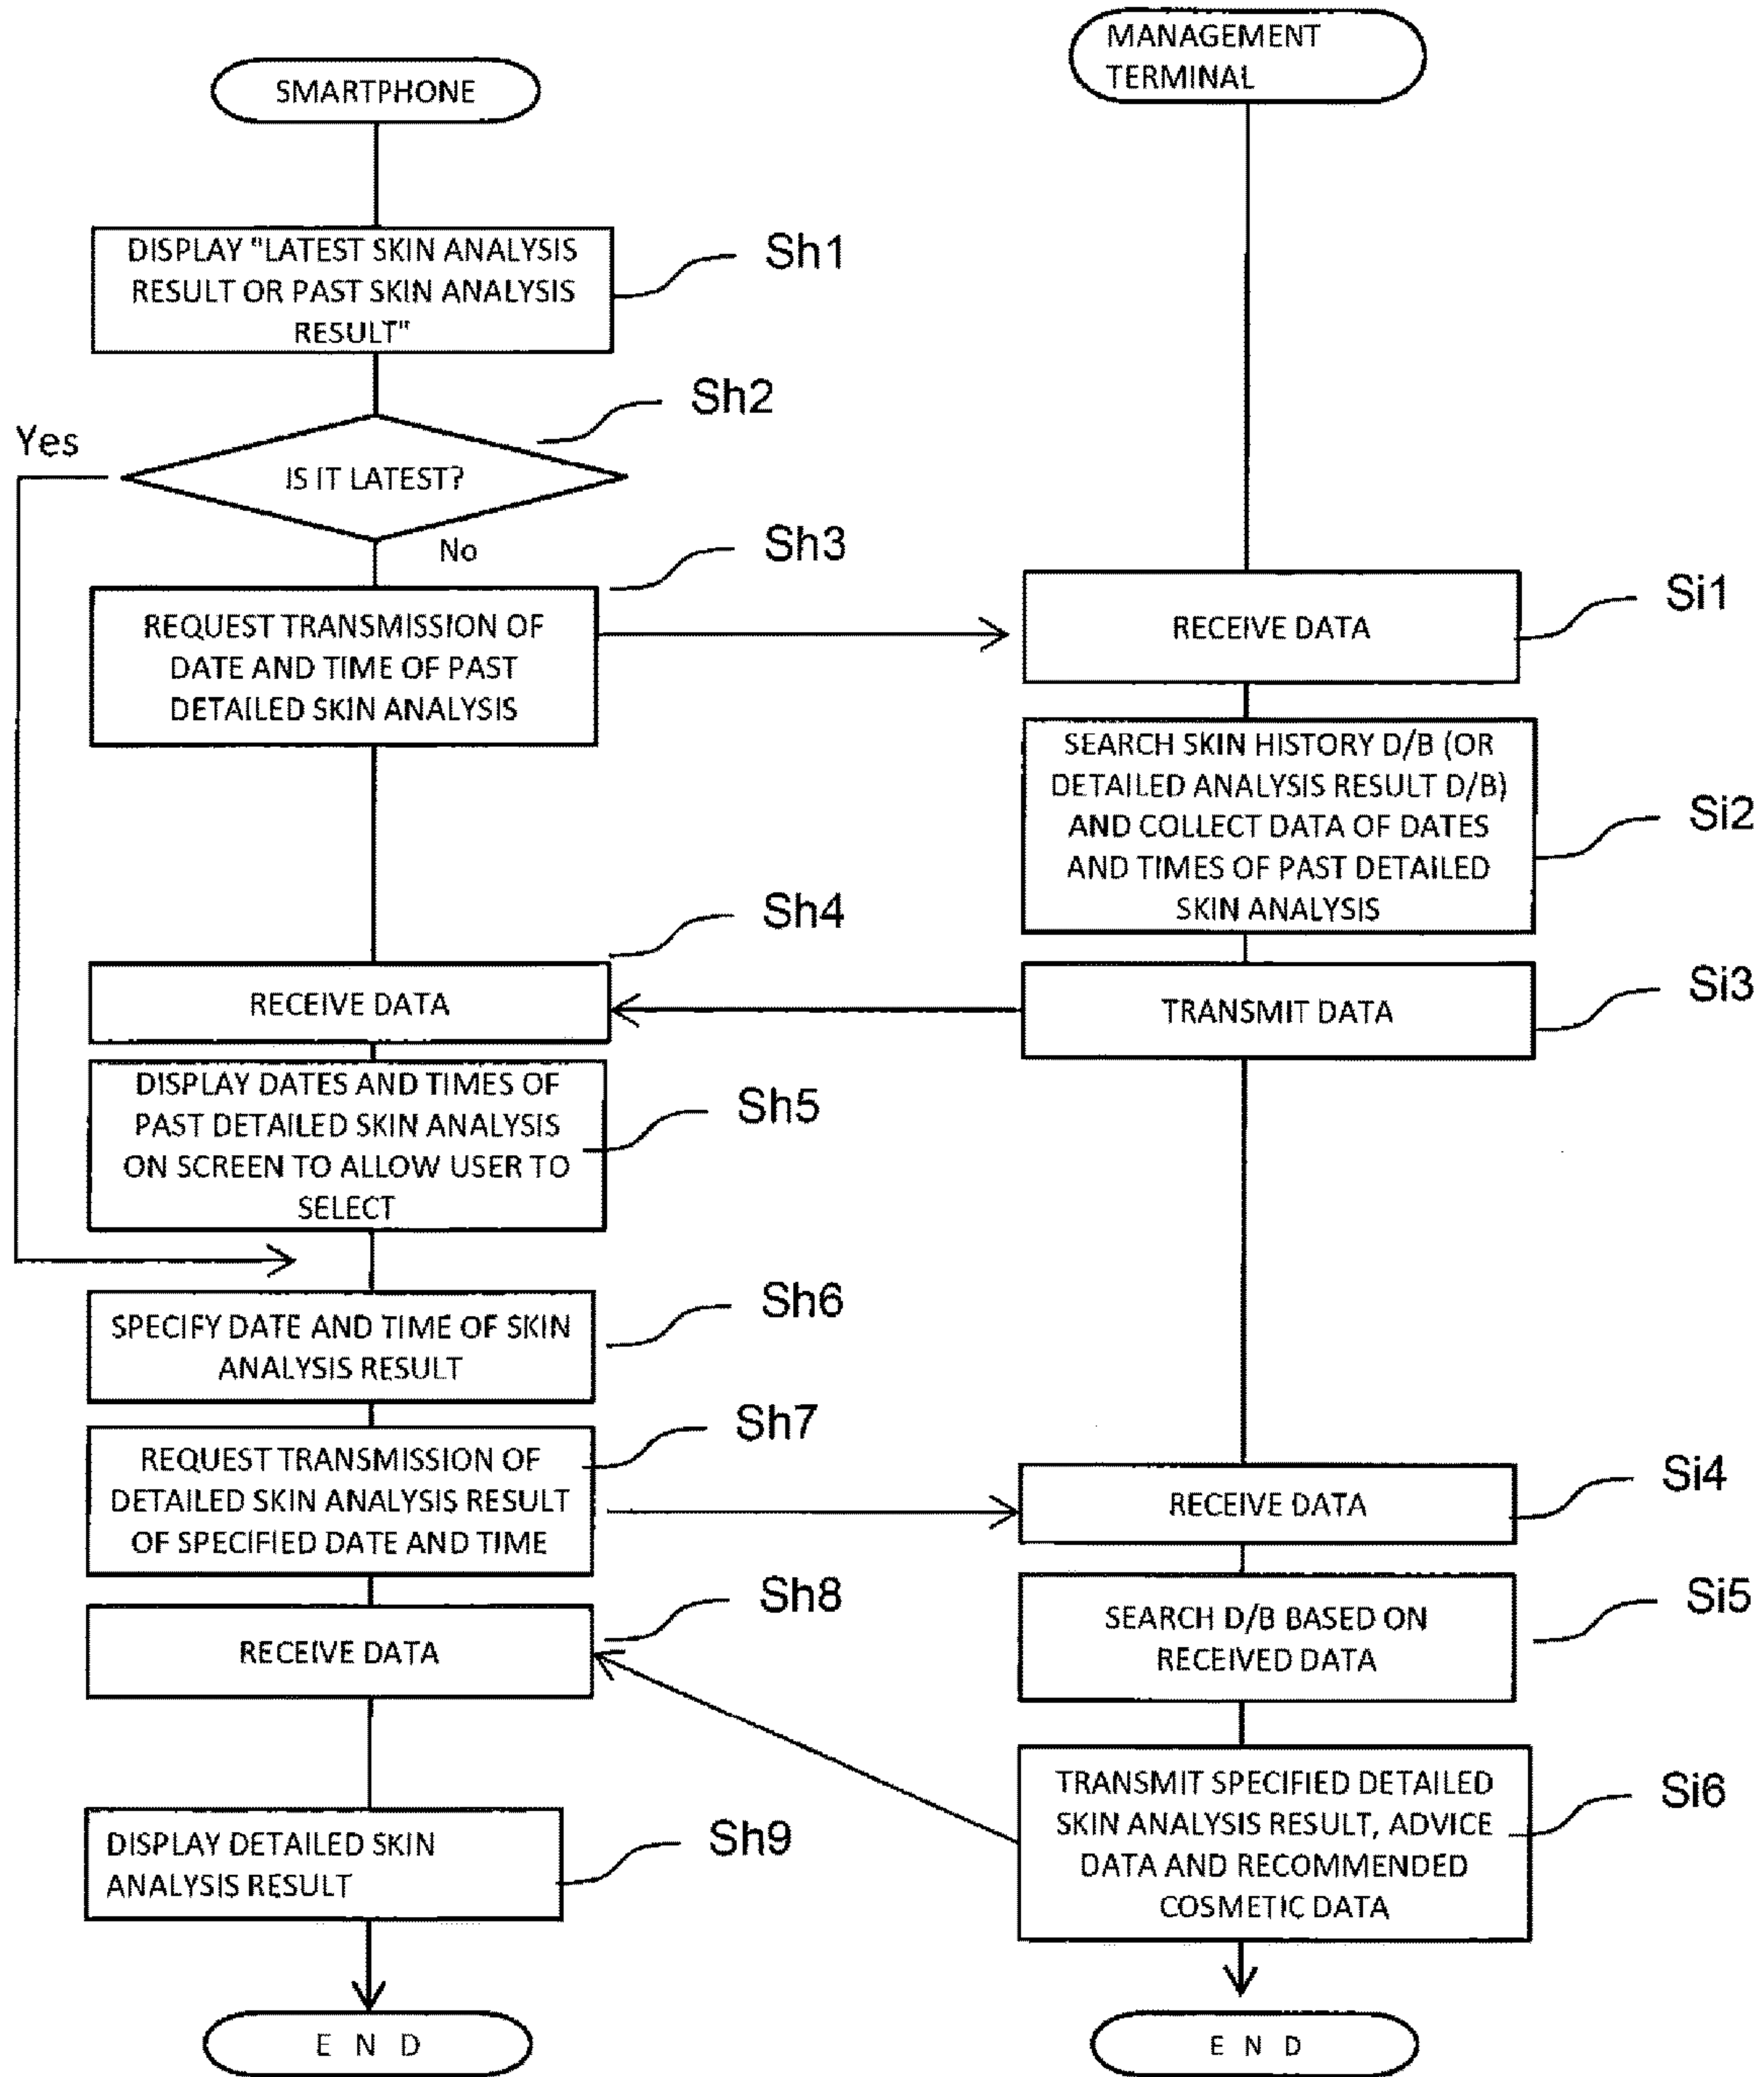 SMARTPHONE
DISPLAY "LATEST SKIN ANALYSIS
RESULT OR PAST SKIN ANALYSIS
RESULT"
Sh1
Sh2
Yes
IS IT LATEST?
No
Sh3
REQUEST TRANSMISSION OF
DATE AND TIME OF PAST
DETAILED SKIN ANALYSIS
Sh4
RECEIVE DATA
DISPLAY DATES AND TIMES OF
PAST DETAILED SKIN ANALYSIS
ON SCREEN TO ALLOW USER TO
SELECT
Sh5
SPECIFY DATE AND TIME OF SKIN
ANALYSIS RESULT
Sh6
REQUEST TRANSMISSION OF
DETAILED SKIN ANALYSIS RESULT
OF SPECIFIED DATE AND TIME
Sh7
RECEIVE DATA
Sh8
DISPLAY DETAILED SKIN
ANALYSIS RESULT
Sh9
E N D
MANAGEMENT
TERMINAL
RECEIVE DATA
Si1
SEARCH SKIN HISTORY D/B (OR
DETAILED ANALYSIS RESULT D/B)
AND COLLECT DATA OF DATES
AND TIMES OF PAST DETAILED
SKIN ANALYSIS
Si2
TRANSMIT DATA
Si3
RECEIVE DATA
Si4
SEARCH D/B BASED ON
RECEIVED DATA
Si5
TRANSMIT SPECIFIED DETAILED
SKIN ANALYSIS RESULT, ADVICE
DATA AND RECOMMENDED
COSMETIC DATA
Si6
E N D